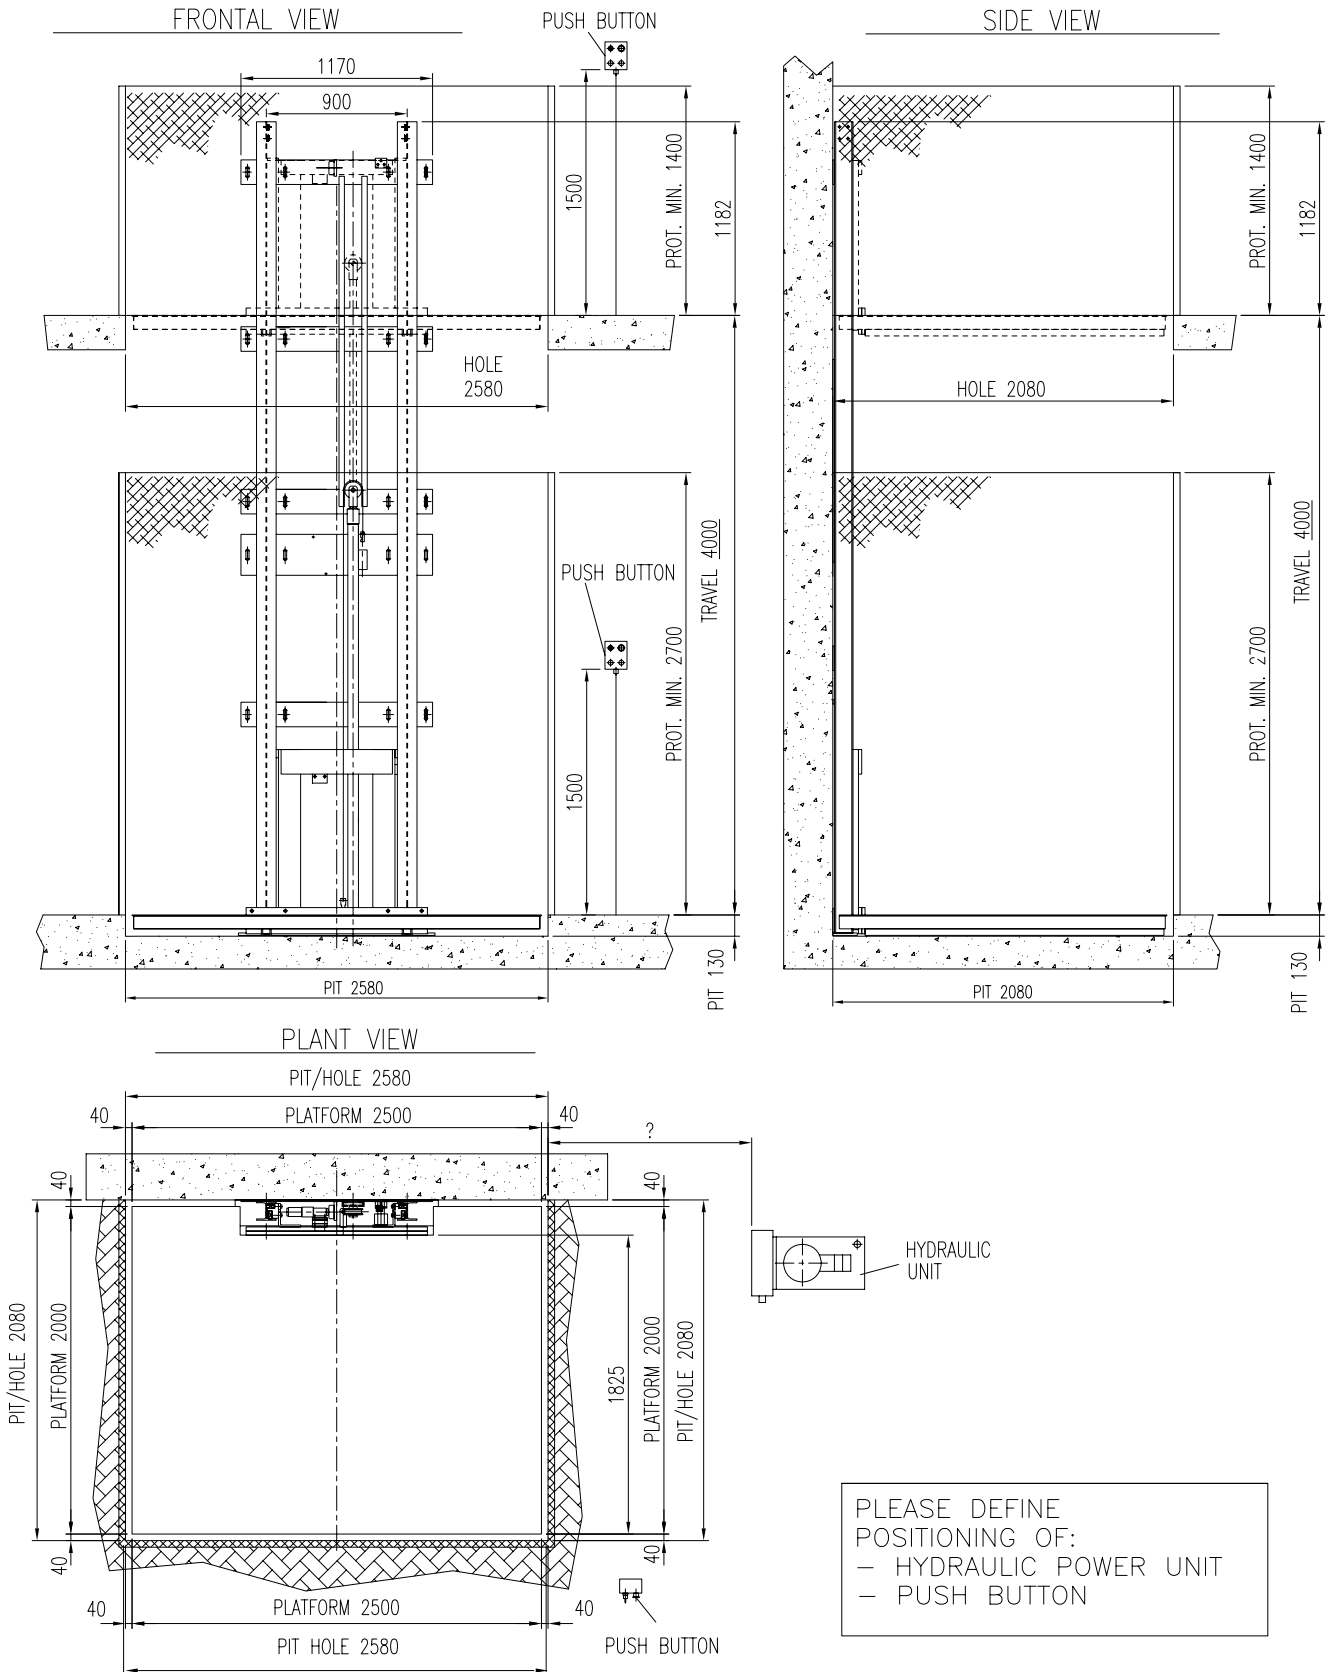 FRONTAL VIEW
PUSH BUTTON
SIDE VIEW
1170
900
1500
PROT. MIN. 1400
1182
PROT. MIN. 1400
1182
HOLE
2580
HOLE 2080
PUSH BUTTON
1500
PROT. MIN. 2700
TRAVEL 4000
PROT. MIN. 2700
TRAVEL 4000
PIT 2580
PIT 130
PIT 2080
PIT 130
PLANT VIEW
PIT/HOLE 2580
40
PLATFORM 2500
40
?
40
40
PIT/HOLE 2080
PLATFORM 2000
1825
PLATFORM 2000
PIT/HOLE 2080
HYDRAULIC
UNIT
40
40
40
PLATFORM 2500
40
PIT HOLE 2580
PUSH BUTTON
PLEASE DEFINE
POSITIONING OF:
– HYDRAULIC POWER UNIT
– PUSH BUTTON